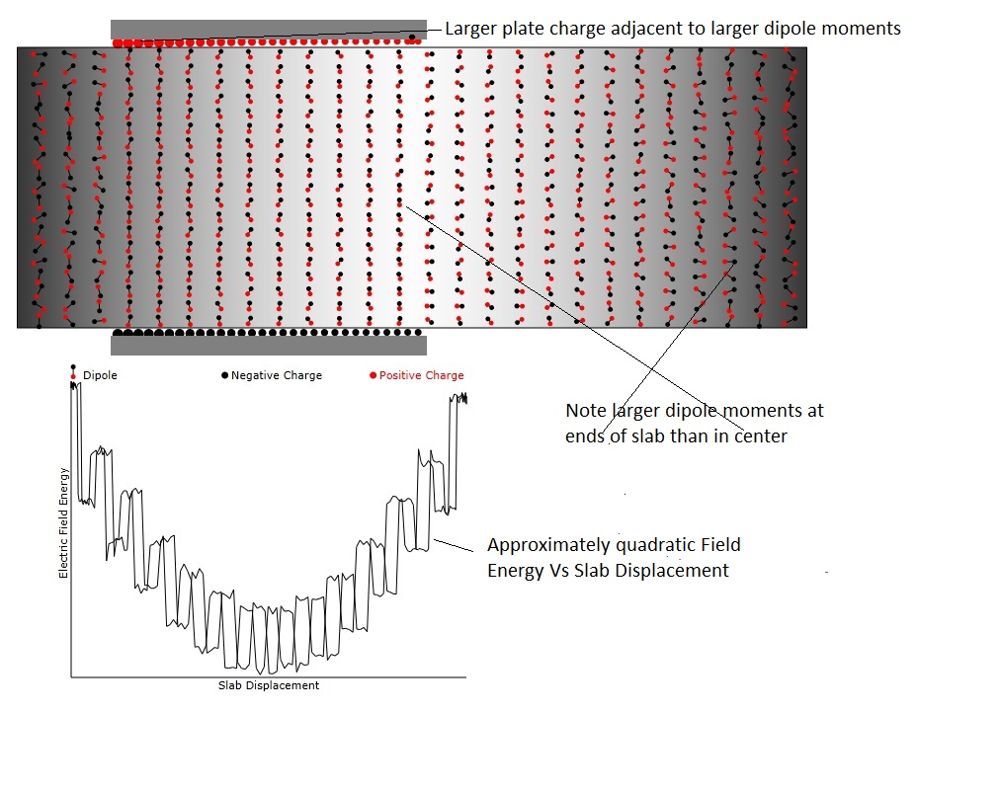 Larger plate charge adjacent to larger dipole moments
Dipole
Negative Charge
Positive Charge
Note larger dipole moments at
ends of slab than in center
Electric Field Energy
Approximately quadratic Field
Energy Vs Slab Displacement
Slab Displacement